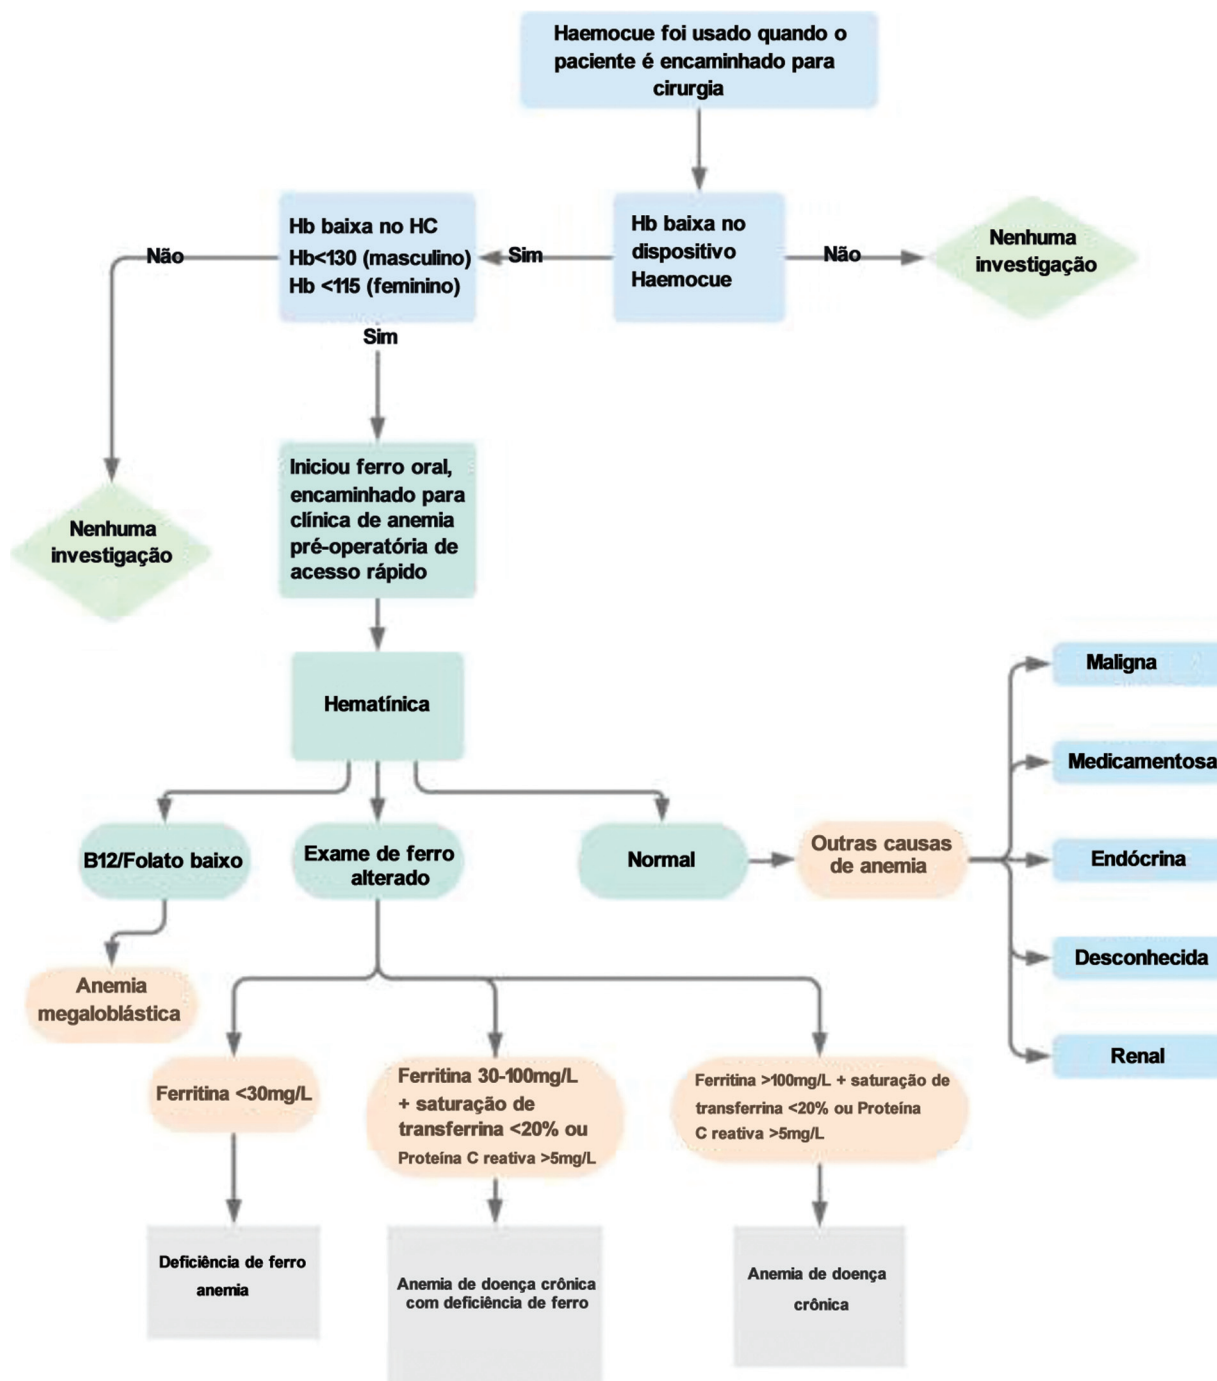 Haemocue foi usado quando o
paciente é encaminhado para
cirurgia
Hb baixa no HC
Hb<130 (masculino)
Hb <115 (feminino)
Hb baixa no
dispositivo
Haemocue
Nenhuma
investigação
Não
Sim
Não
Sim
Iniciou ferro oral,
encaminhado para
clínica de anemia
pré-operatória de
acesso rápido
Nenhuma
investigação
Hematínica
Maligna
Medicamentosa
Endócrina
Desconhecida
Renal
B12/Folato baixo
Exame de ferro
alterado
Normal
Outras causas
de anemia
Anemia
megaloblástica
Ferritina <30mg/L
Ferritina 30-100mg/L
+ saturação de
transferrina <20% ou
Proteína C reativa >5mg/L
Ferritina >100mg/L + saturação de
transferrina <20% ou Proteína
C reativa >5mg/L
Deficiência de ferro
anemia
Anemia de doença crônica
com deficiência de ferro
Anemia de doença
crônica